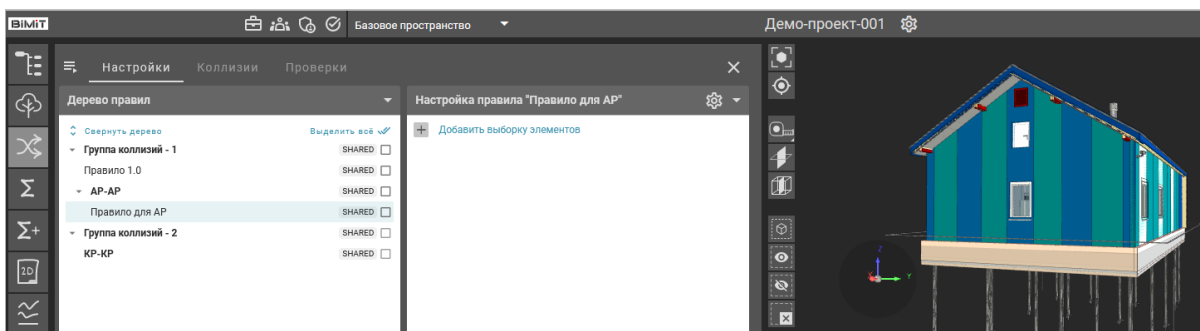 BIMIT
Базовое пространство
Демо-проект-001
Настройки Коллизии Проверки
Дерево правил
Настройка правила "Правило для АР"
Свернуть дерево Выделить всё
Добавить выборку элементов
Группа коллизий - 1 SHARED
Правило 1.0 SHARED
АР-АР SHARED
Правило для АР SHARED
Группа коллизий - 2 SHARED
КР-КР SHARED
Σ
Σ+
2D
Z
X
Y